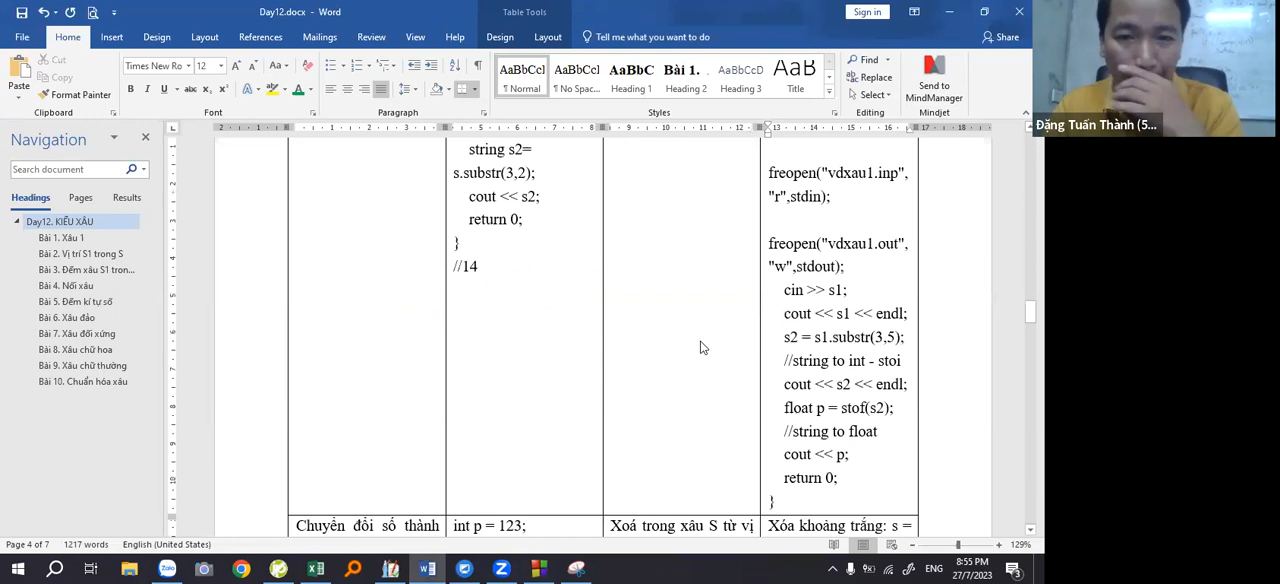 Day12.docx - Word
Table Tools
Sign in
File
Home
Insert
Design
Layout
References
Mailings
Review
View
Help
Design
Layout
Tell me what you want to do
Share
Paste
Cut
Copy
Format Painter
Clipboard
Times New Ro
12
Aa
B I U abc x₂ x²
Font
Paragraph
AaBbCcI
¶ Normal
AaBbCcI
¶ No Spac...
AaBbC
Heading 1
Bài 1.
Heading 2
AaBbCcD
Heading 3
AaB
Title
Styles
Find
Replace
Select
Editing
Send to
MindManager
Mindjet
Đặng Tuấn Thành (5...
Navigation
Search document
Headings
Pages
Results
Day12. KIỂU XÂU
Bài 1. Xâu 1
Bài 2. Vị trí S1 trong S
Bài 3. Đếm xâu S1 tron...
Bài 4. Nối xâu
Bài 5. Đếm kí tự số
Bài 6. Xâu đảo
Bài 7. Xâu đối xứng
Bài 8. Xâu chữ hoa
Bài 9. Xâu chữ thường
Bài 10. Chuẩn hóa xâu
string s2=
s.substr(3,2);
cout << s2;
return 0;
}
//14
freopen("vdxau1.inp",
"r",stdin);
freopen("vdxau1.out",
"w",stdout);
cin >> s1;
cout << s1 << endl;
s2 = s1.substr(3,5);
//string to int - stoi
cout << s2 << endl;
float p = stof(s2);
//string to float
cout << p;
return 0;
}
Chuyển đổi số thành
int p = 123;
Xoá trong xâu S từ vị
Xóa khoảng trắng: s =
Page 4 of 7
1217 words
English (United States)
129%
ENG
8:55 PM
27/7/2023